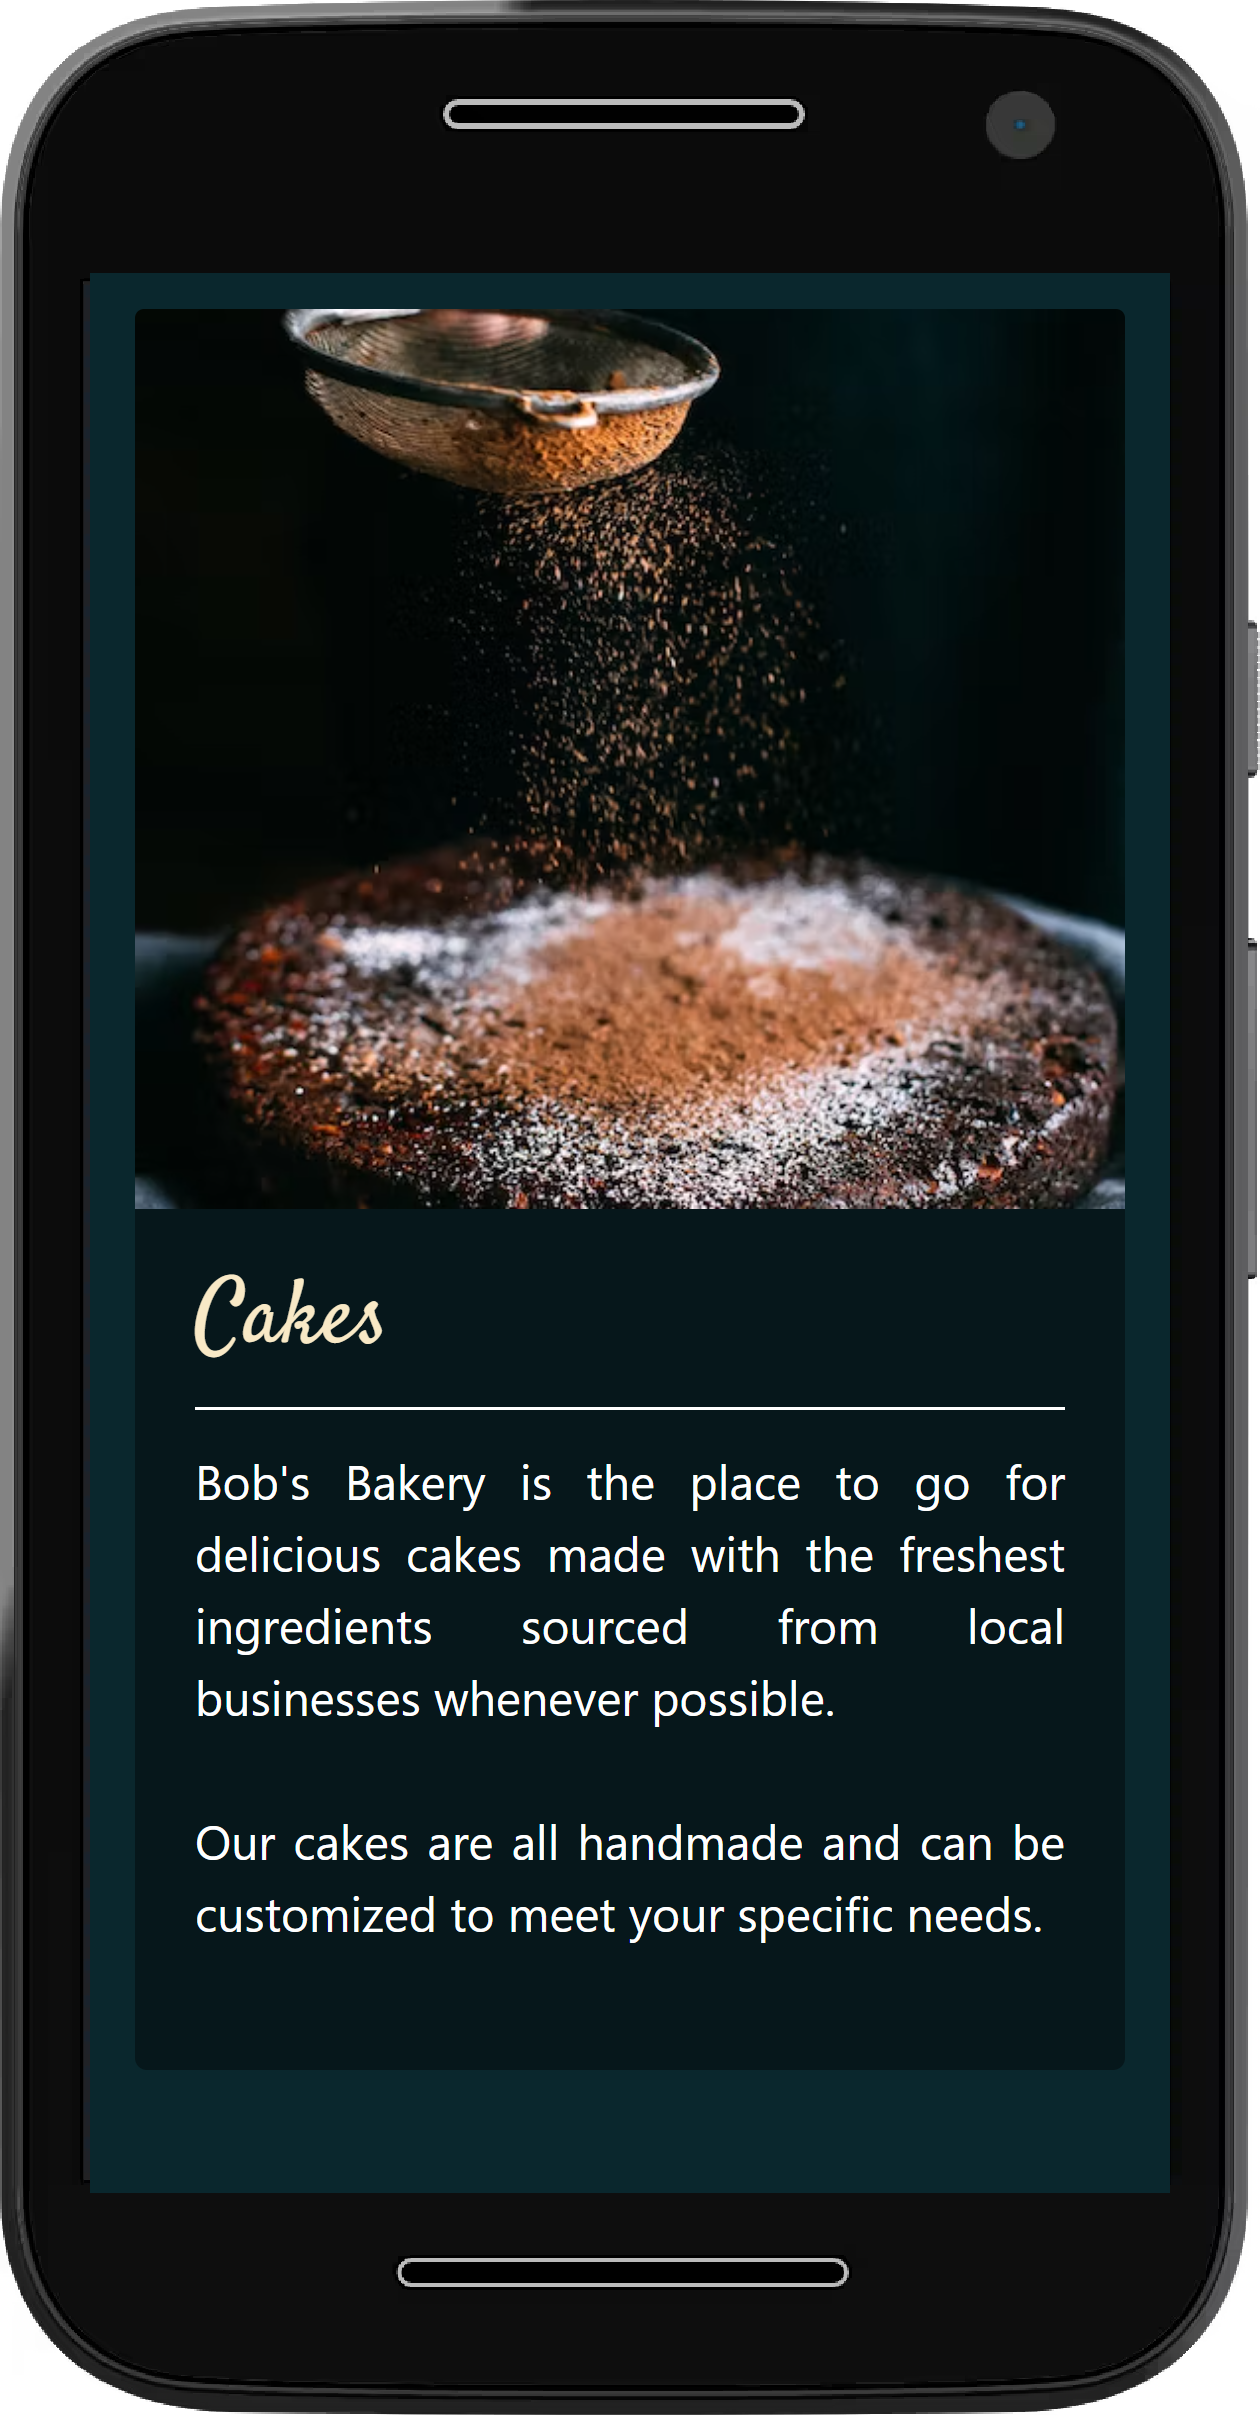 Cakes
Bob's Bakery is the place to go for
delicious cakes made with the freshest
ingredients sourced from local
businesses whenever possible.
Our cakes are all handmade and can be
customized to meet your specific needs.